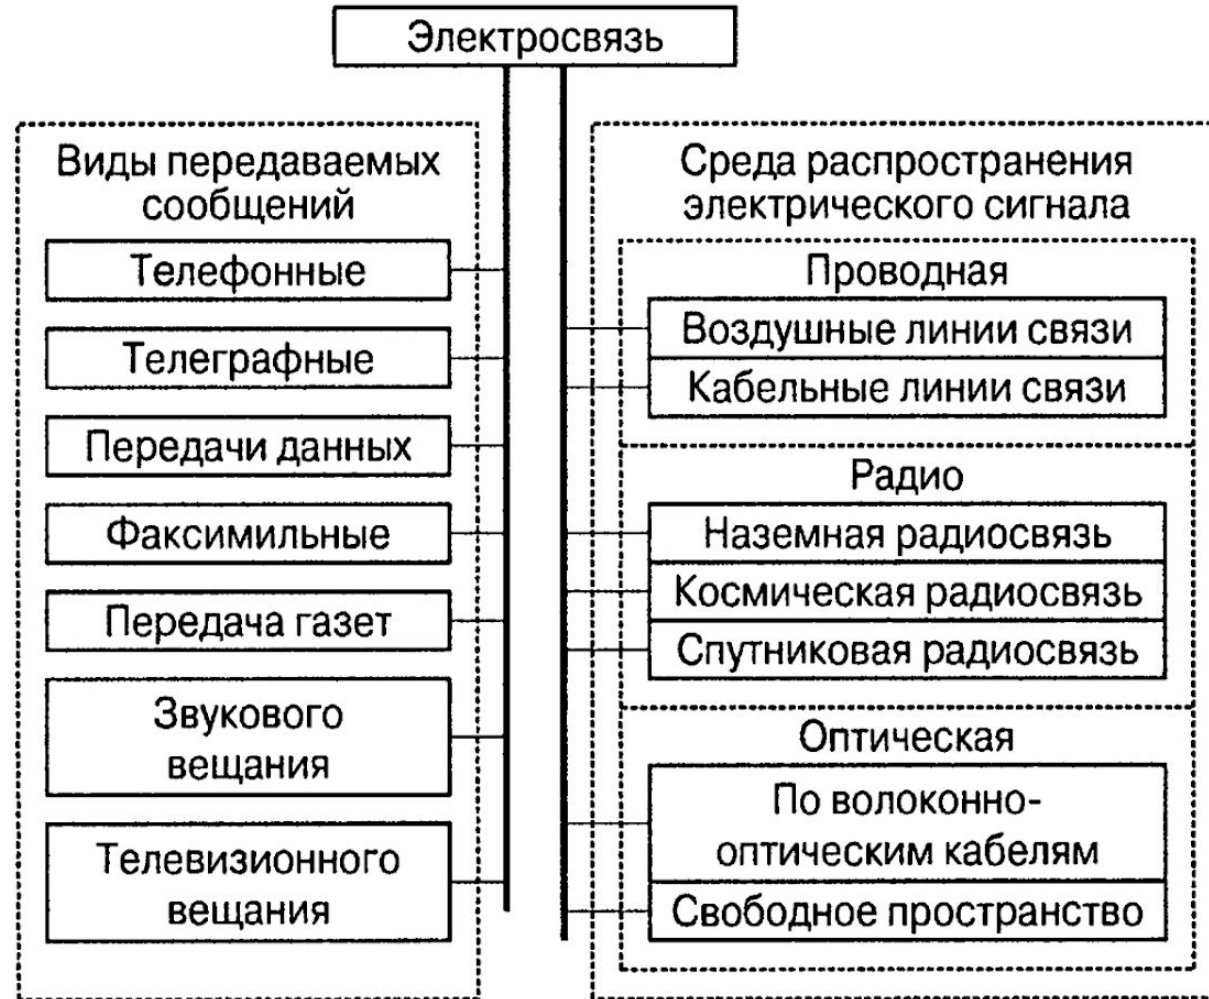 Электросвязь
Виды передаваемых
сообщений
Телефонные
Телеграфные
Передачи данных
Факсимильные
Передача газет
Звукового
вещания
Телевизионного
вещания
Среда распространения
электрического сигнала
Проводная
Воздушные линии связи
Кабельные линии связи
Радио
Наземная радиосвязь
Космическая радиосвязь
Спутниковая радиосвязь
Оптическая
По волоконно-
оптическим кабелям
Свободное пространство